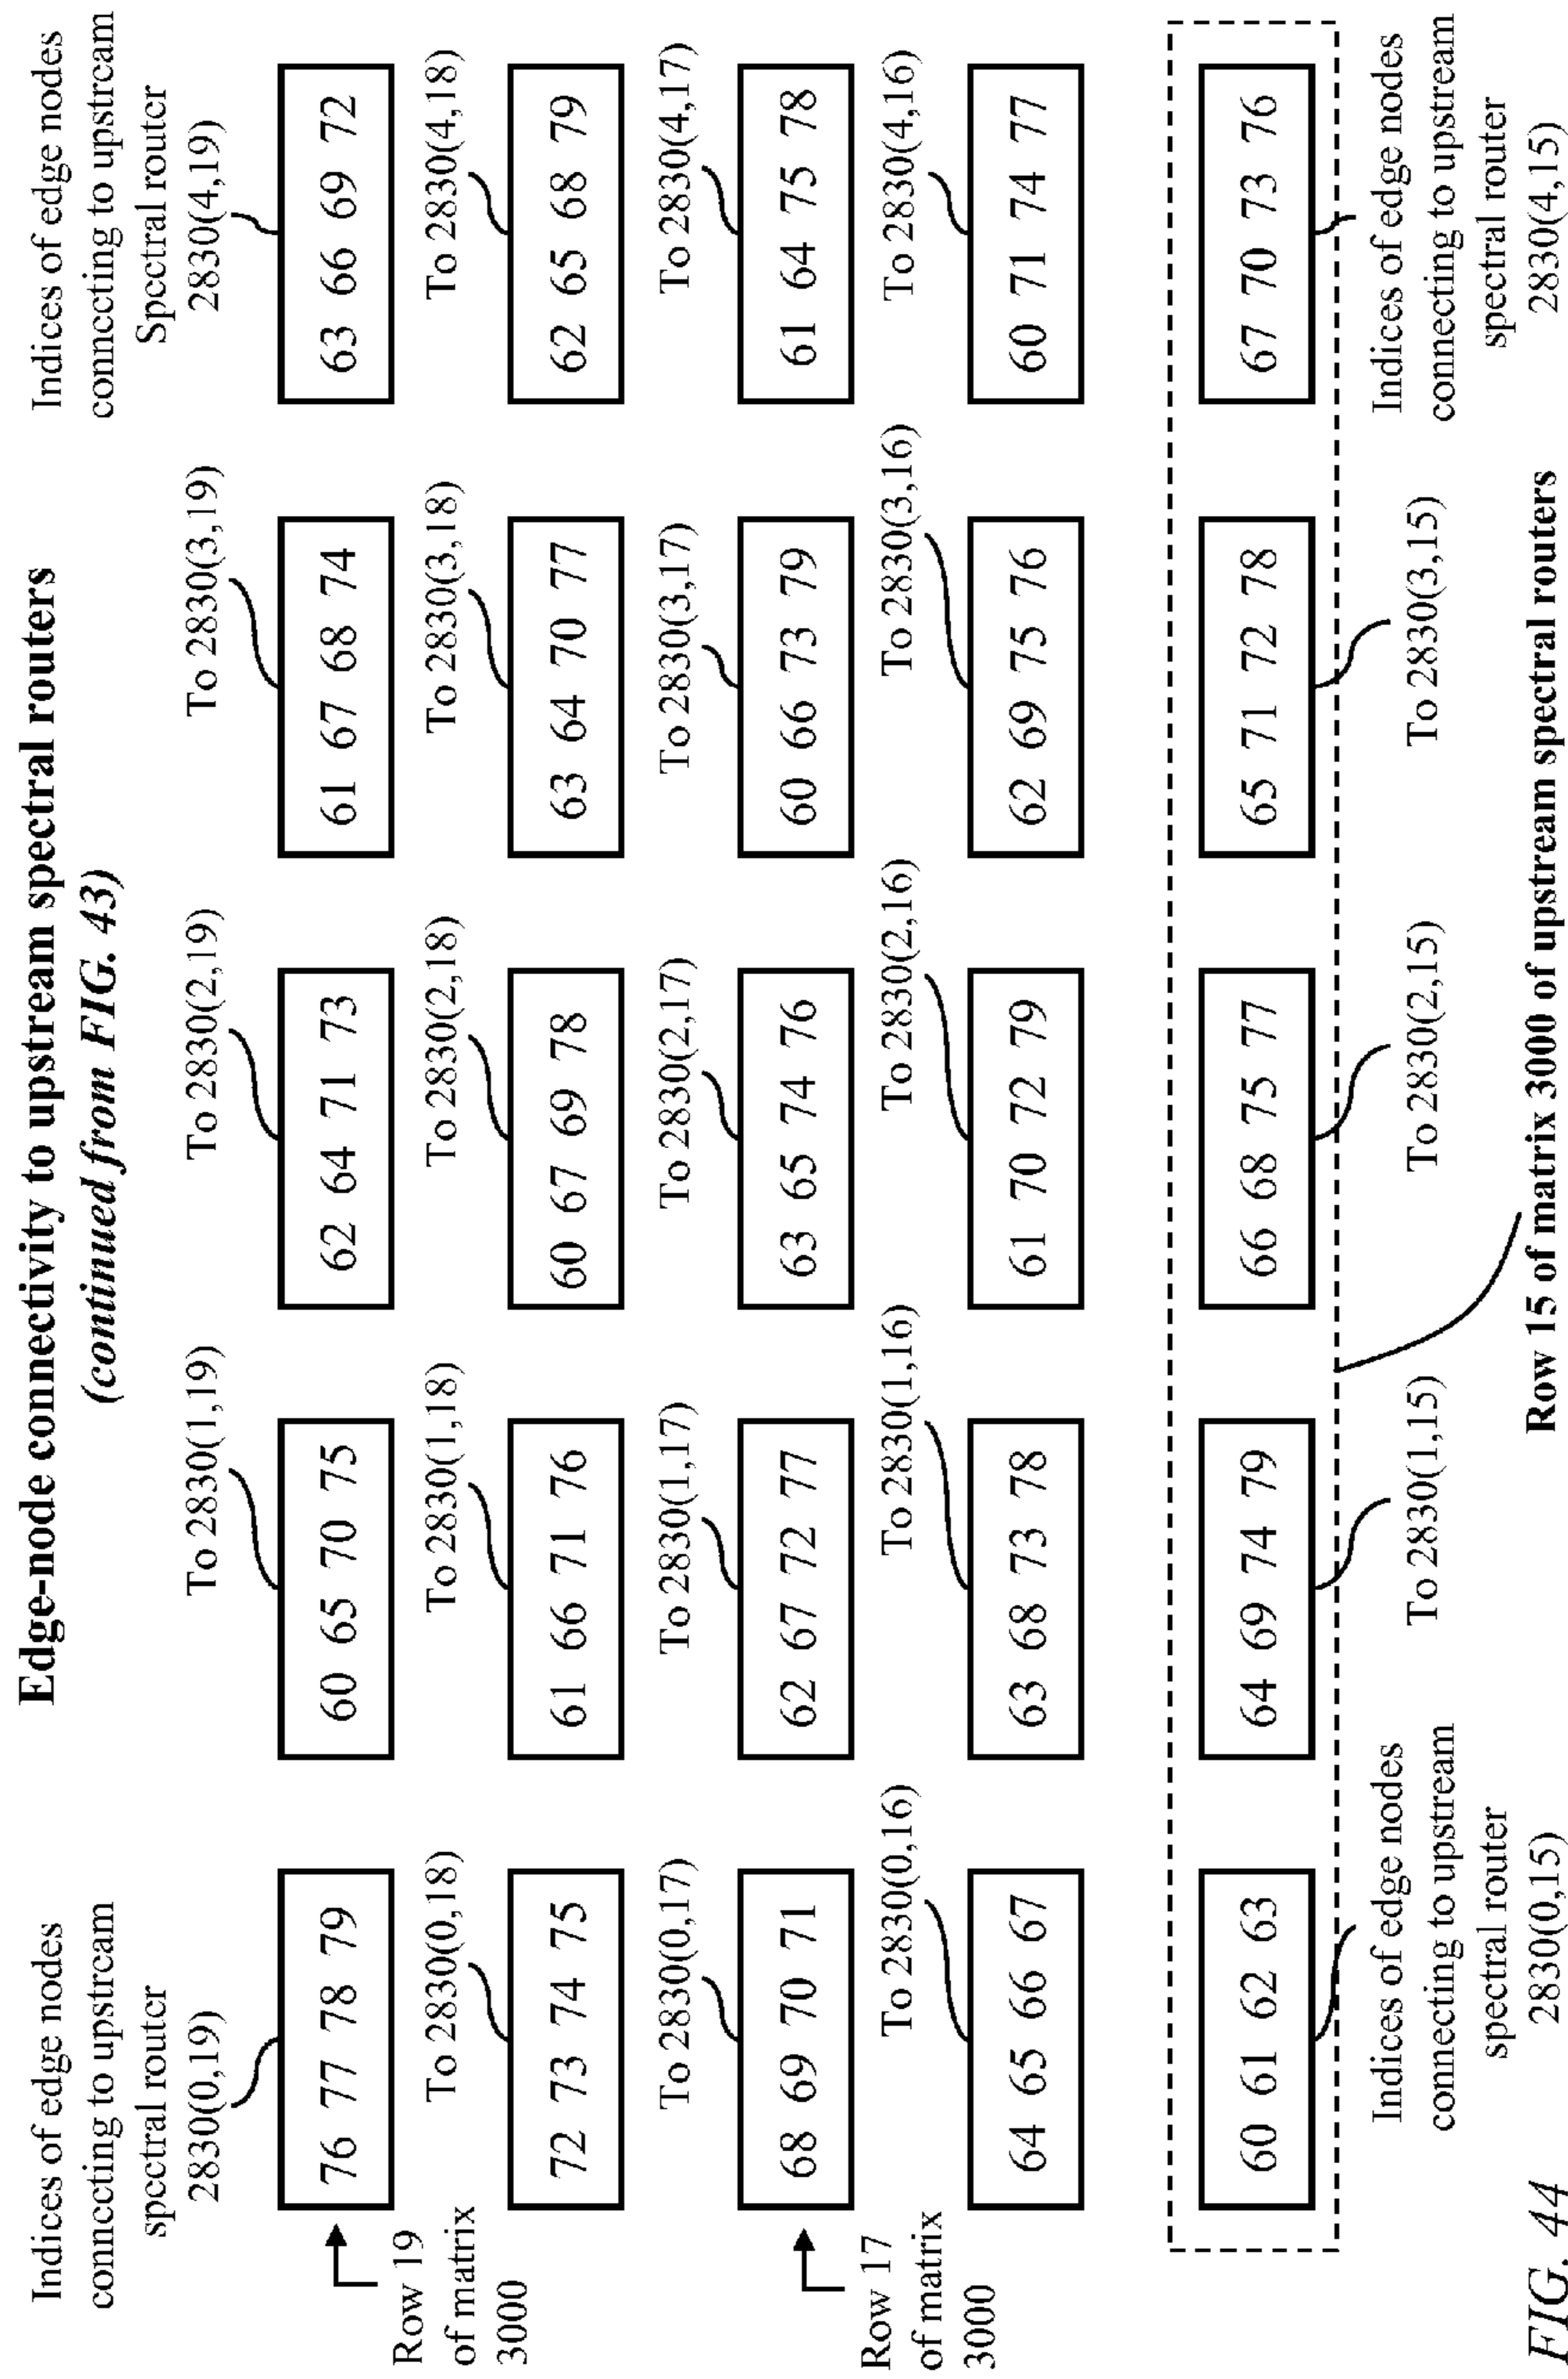 Edge-node connectivity to upstream spectral routers
(continued from FIG. 43)
Indices of edge nodes
connecting to upstream
spectral router
2830(0,19)
To 2830(1,19)
To 2830(2,19)
To 2830(3,19)
Indices of edge nodes
connecting to upstream
Spectral router
2830(4,19)
76 77 78 79
60 65 70 75
62 64 71 73
61 67 68 74
63 66 69 72
Row 19
of matrix
3000
To 2830(0,18)
To 2830(1,18)
To 2830(2,18)
To 2830(3,18)
To 2830(4,18)
72 73 74 75
61 66 71 76
60 67 69 78
63 64 70 77
62 65 68 79
To 2830(0,17)
To 2830(1,17)
To 2830(2,17)
To 2830(3,17)
To 2830(4,17)
68 69 70 71
62 67 72 77
63 65 74 76
60 66 73 79
61 64 75 78
Row 17
of matrix
3000
To 2830(0,16)
To 2830(1,16)
To 2830(2,16)
To 2830(3,16)
To 2830(4,16)
64 65 66 67
63 68 73 78
61 70 72 79
62 69 75 76
60 71 74 77
60 61 62 63
64 69 74 79
66 68 75 77
65 71 72 78
67 70 73 76
Indices of edge nodes
connecting to upstream
spectral router
2830(0,15)
To 2830(1,15)
To 2830(2,15)
To 2830(3,15)
Indices of edge nodes
connecting to upstream
spectral router
2830(4,15)
Row 15 of matrix 3000 of upstream spectral routers
FIG. 44